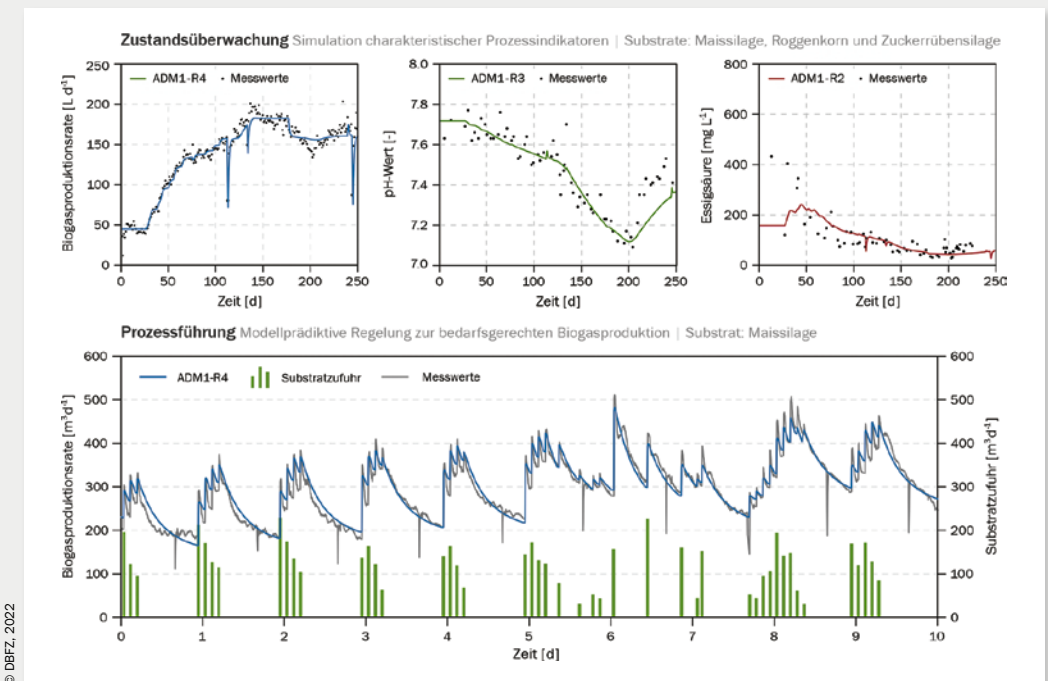 Zustandsüberwachung Simulation charakteristischer Prozessindikatoren | Substrate: Maissilage, Roggenkorn und Zuckerrübensilage
Biogasproduktionsrate [L d⁻¹]
250
200
150
100
50
0
ADM1-R4 Messwerte
0 50 100 150 200 250
Zeit [d]
pH-Wert [-]
8.0
7.8
7.6
7.4
7.2
7.0
ADM1-R3 Messwerte
0 50 100 150 200 250
Zeit [d]
Essigsäure [mg L⁻¹]
800
600
400
200
0
ADM1-R2 Messwerte
0 50 100 150 200 250
Zeit [d]
Prozessführung Modellprädiktive Regelung zur bedarfsgerechten Biogasproduktion | Substrat: Maissilage
Biogasproduktionsrate [m³d⁻¹]
600
500
400
300
200
100
0
ADM1-R4 Substratzufuhr Messwerte
600
500
400
300
200
100
0
Substratzufuhr [m³d⁻¹]
0 1 2 3 4 5 6 7 8 9 10
Zeit [d]
© DBFZ, 2022